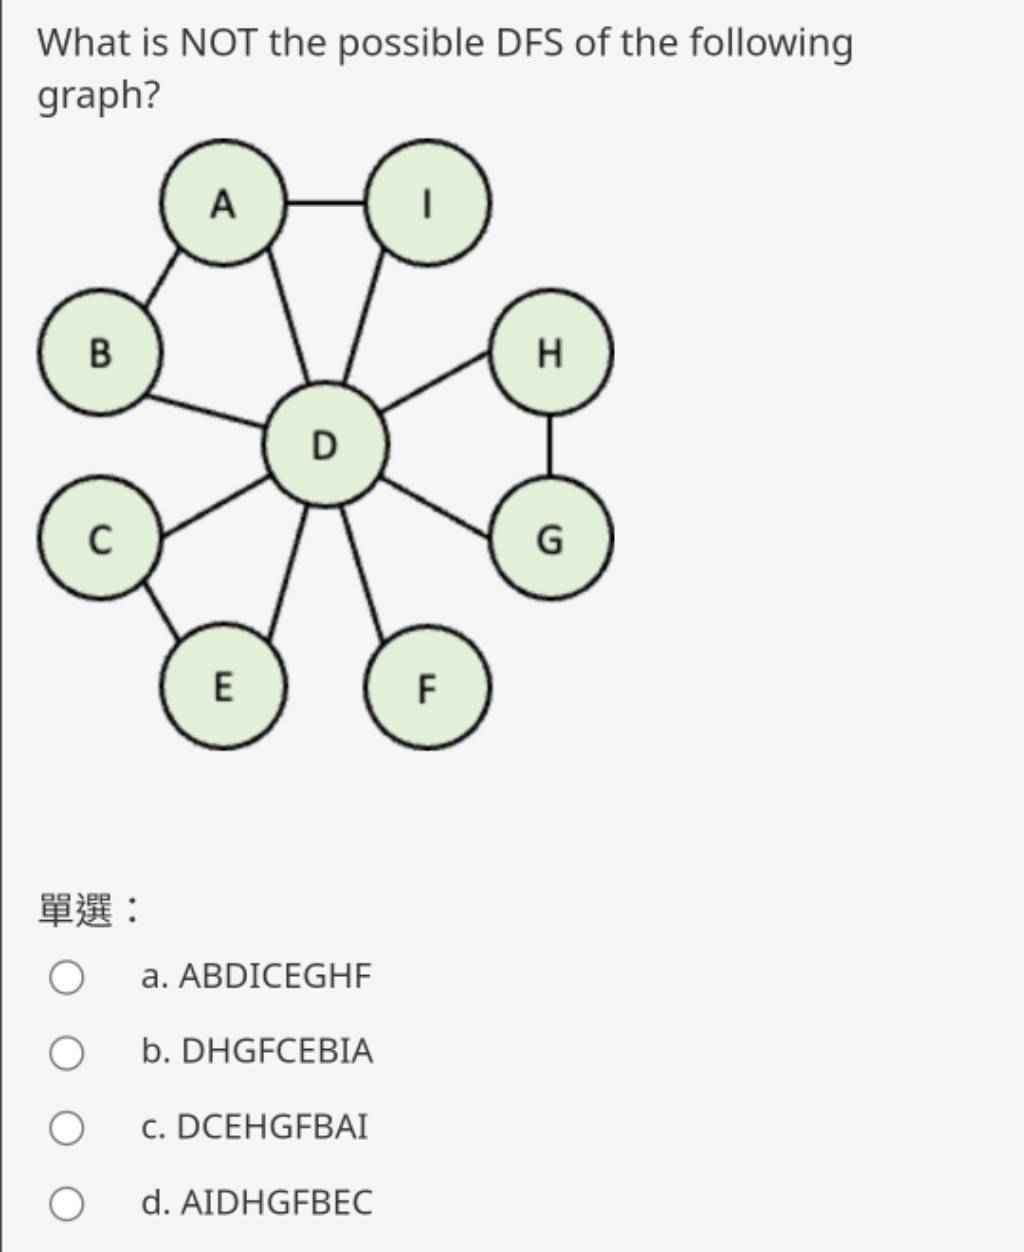 What is NOT the possible DFS of the following
graph?
A
I
B
H
D
C
G
E
F
單選：
a. ABDICEGHF
b. DHGFCEBIA
c. DCEHGFBAI
d. AIDHGFBEC